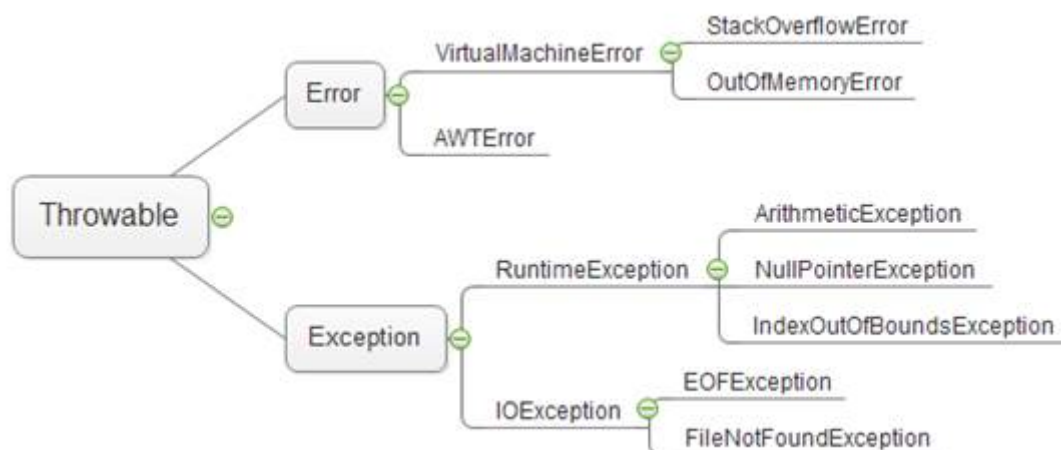 Throwable
Error
VirtualMachineError
StackOverflowError
OutOfMemoryError
AWTError
Exception
RuntimeException
ArithmeticException
NullPointerException
IndexOutOfBoundsException
IOException
EOFException
FileNotFoundException